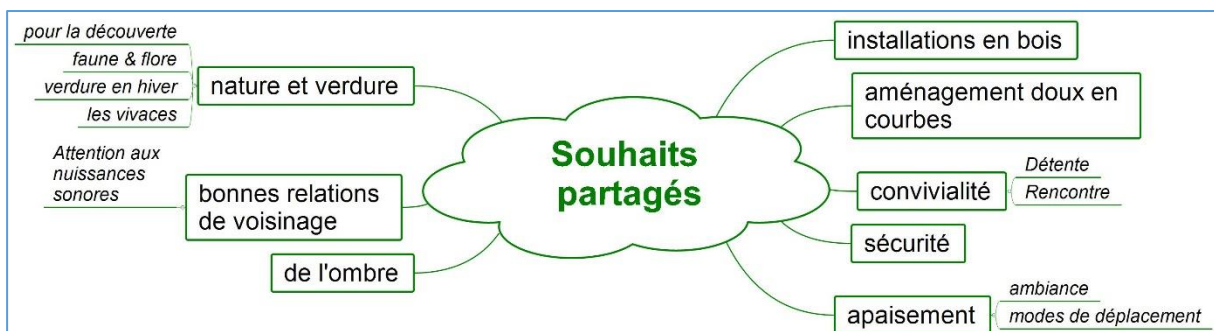 Souhaits
partagés
pour la découverte
faune & flore
verdure en hiver
les vivaces
nature et verdure
Attention aux
nuissances
sonores
bonnes relations
de voisinage
de l'ombre
installations en bois
aménagement doux en
courbes
convivialité
Détente
Rencontre
sécurité
apaisement
ambiance
modes de déplacement